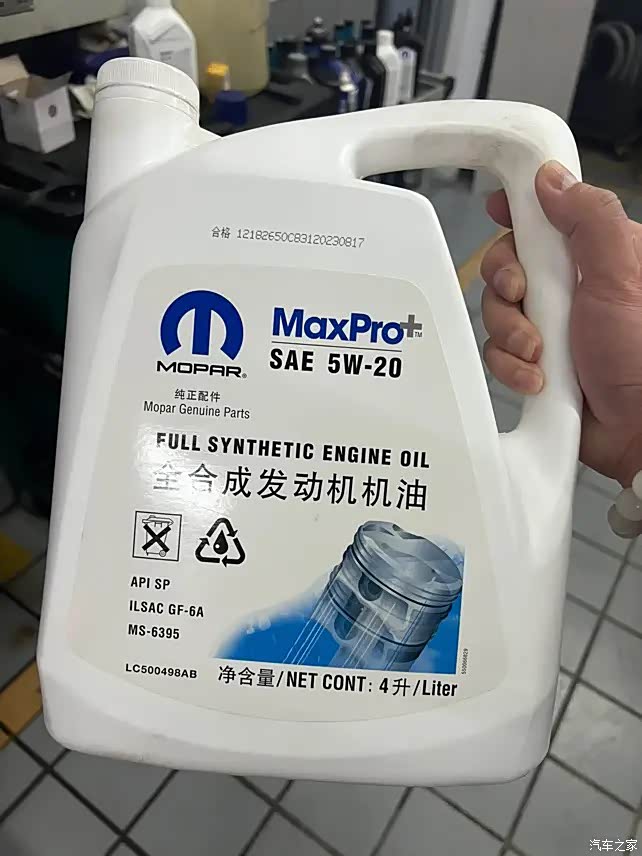 合格 12182650C83120230817
MOPAR®
纯正配件
Mopar Genuine Parts
MaxPro+™
SAE 5W-20
FULL SYNTHETIC ENGINE OIL
全合成发动机机油
API SP
ILSAC GF-6A
MS-6395
LC500498AB
净含量/NET CONT: 4升/Liter
汽车之家